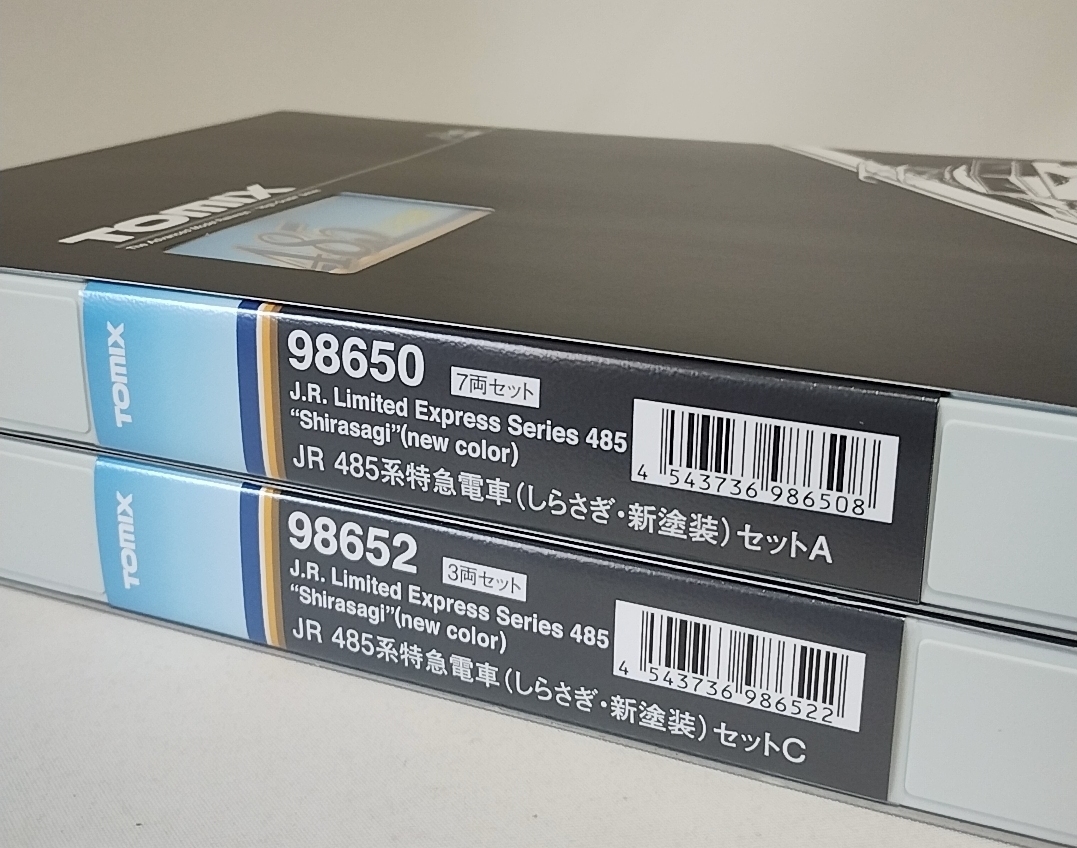 TOMIX
485
TOMIX
98650
7両セット
J.R. Limited Express Series 485
“Shirasagi”(new color)
JR 485系特急電車(しらさぎ・新塗装)セットA
4 543736 986508
TOMIX
98652
3両セット
J.R. Limited Express Series 485
“Shirasagi”(new color)
JR 485系特急電車(しらさぎ・新塗装)セットC
4 543736 986522